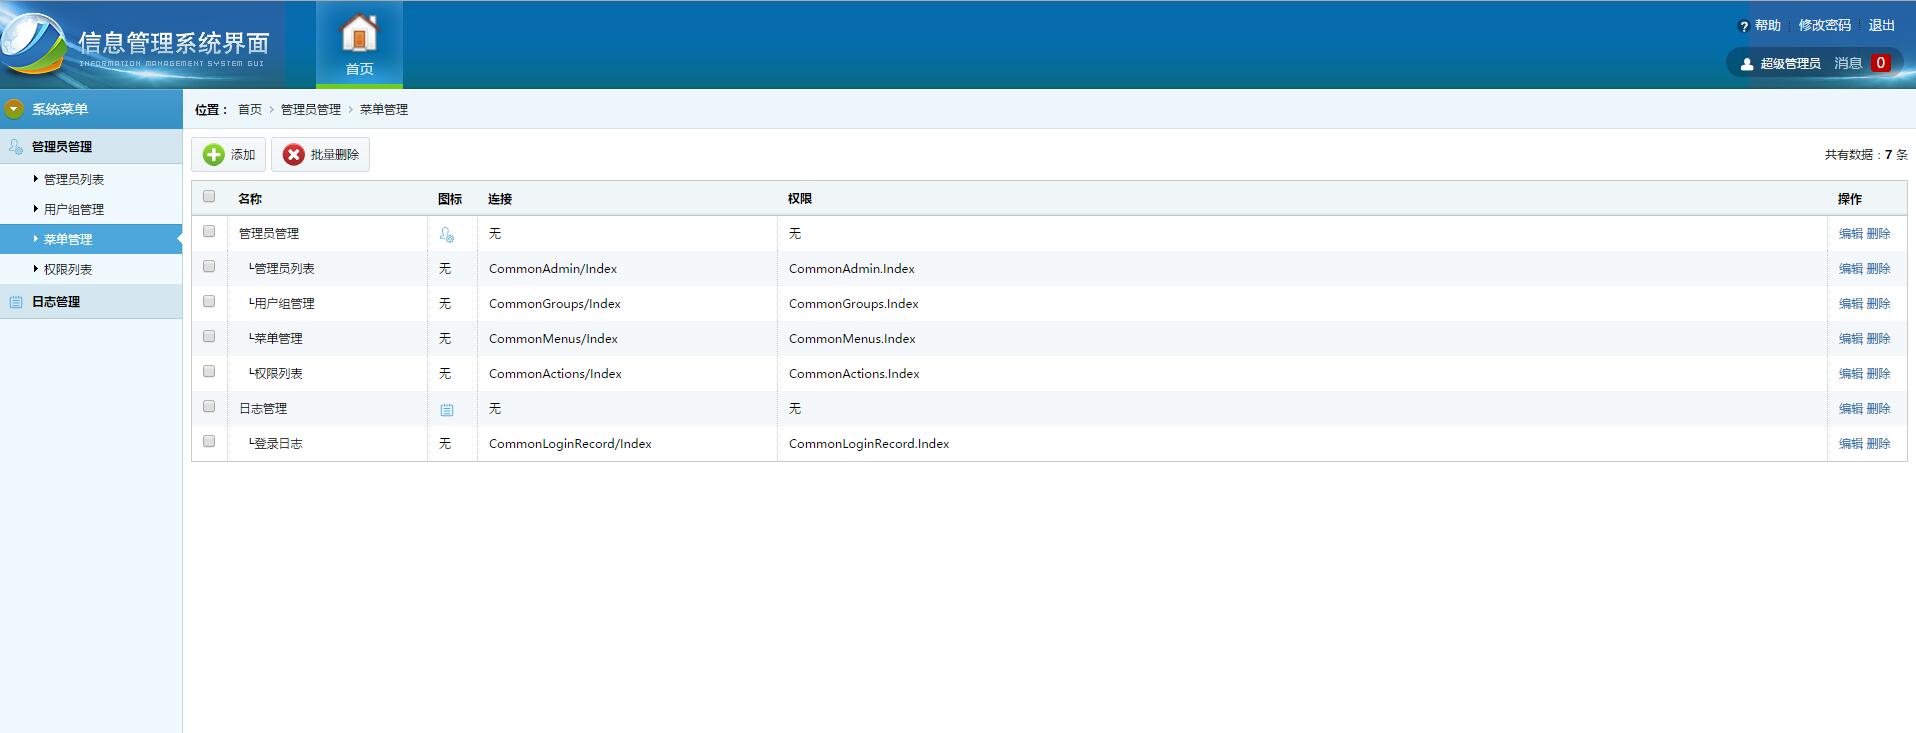 信息管理系统界面
INFORMATION MANAGEMENT SYSTEM GUI
首页
帮助 修改密码 退出
超级管理员 消息 0
系统菜单
管理员管理
管理员列表
用户组管理
菜单管理
权限列表
日志管理
位置： 首页 › 管理员管理 › 菜单管理
添加 批量删除 共有数据：7 条
名称 图标 连接 权限 操作
管理员管理 无 无 编辑 删除
└管理员列表 无 CommonAdmin/Index CommonAdmin.Index 编辑 删除
└用户组管理 无 CommonGroups/Index CommonGroups.Index 编辑 删除
└菜单管理 无 CommonMenus/Index CommonMenus.Index 编辑 删除
└权限列表 无 CommonActions/Index CommonActions.Index 编辑 删除
日志管理 无 无 编辑 删除
└登录日志 无 CommonLoginRecord/Index CommonLoginRecord.Index 编辑 删除